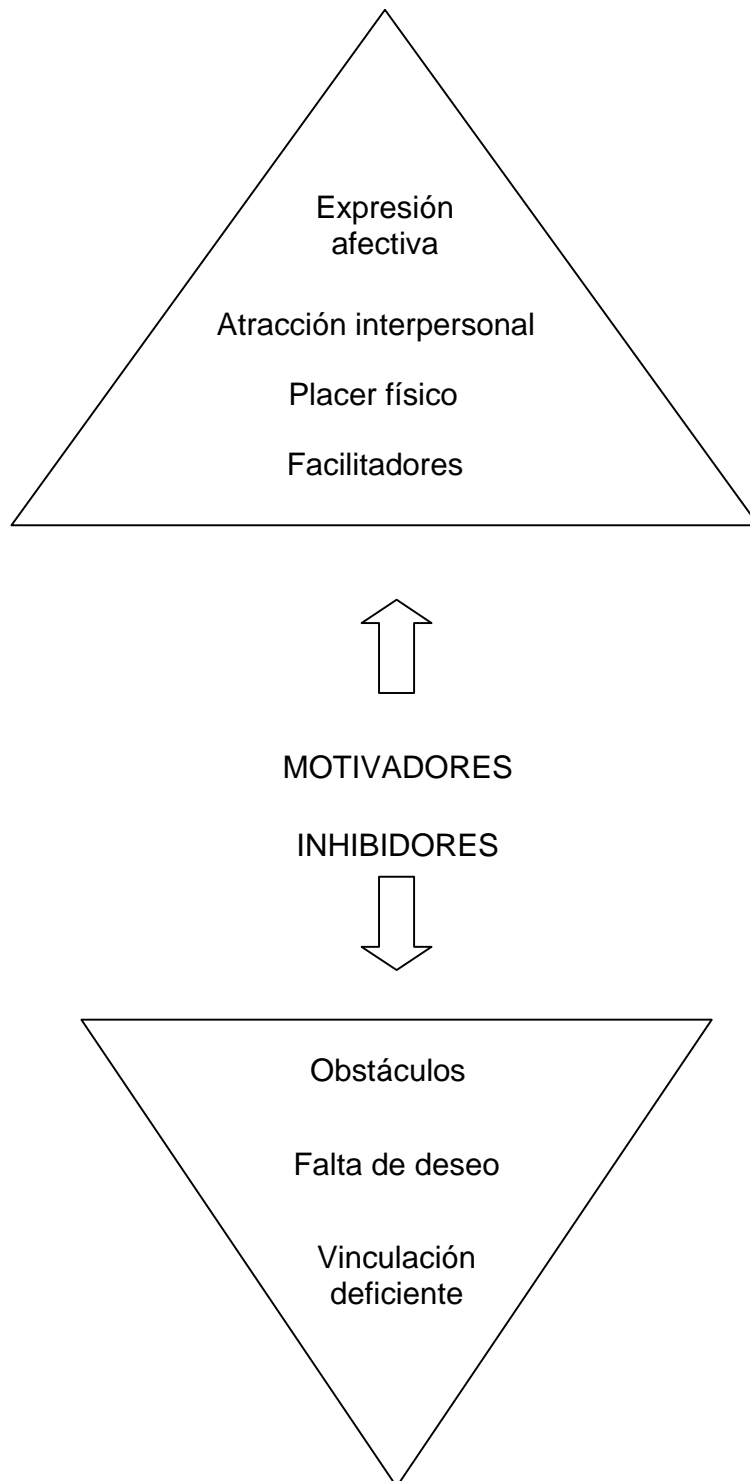 Expresión
afectiva
Atracción interpersonal
Placer físico
Facilitadores
MOTIVADORES
INHIBIDORES
Obstáculos
Falta de deseo
Vinculación
deficiente